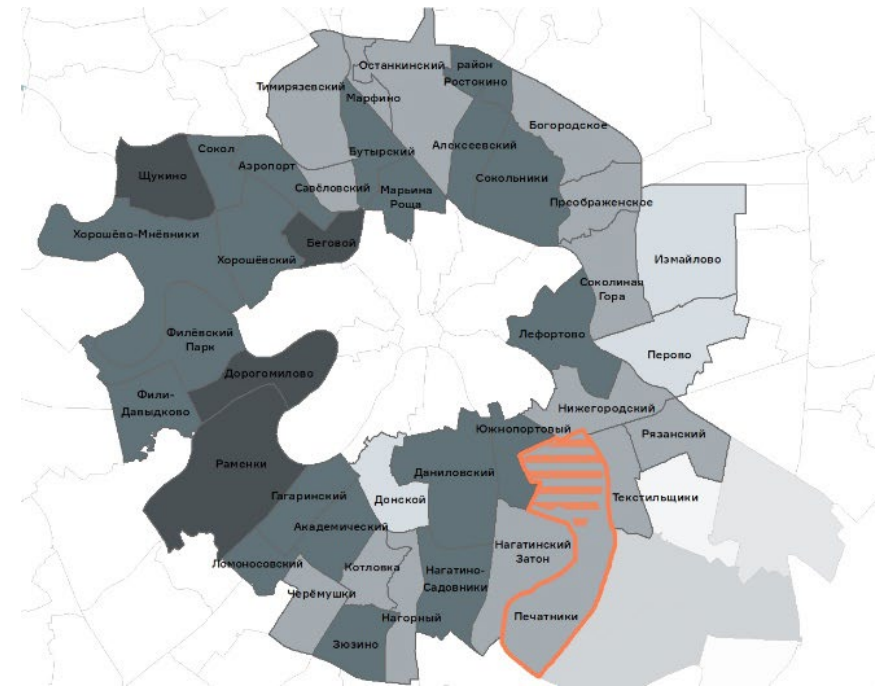 Останкинский
район
Ростокино
Тимирязевский
Марфино
Богородское
Бутырский
Алексеевский
Сокол
Аэропорт
Щукино
Савёловский
Марьина
Роща
Сокольники
Преображенское
Хорошёво-Мнёвники
Беговой
Хорошёвский
Измайлово
Соколиная
Гора
Филёвский
Парк
Лефортово
Перово
Дорогомилово
Фили-
Давыдково
Нижегородский
Южнопортовый
Рязанский
Раменки
Даниловский
Гагаринский
Донской
Текстильщики
Академический
Нагатинский
Затон
Ломоносовский
Котловка
Нагатино-
Садовники
Черёмушки
Нагорный
Печатники
Зюзино